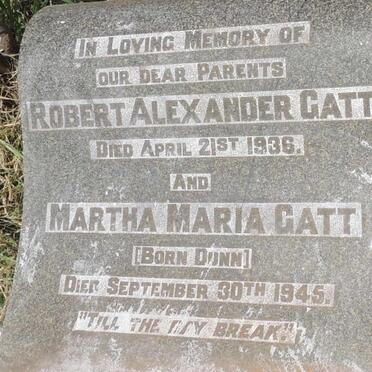 IN LOVING MEMORY OF
OUR DEAR PARENTS
ROBERT ALEXANDER GATT
DIED APRIL 21ST 1936.
AND
MARTHA MARIA GATT
[BORN DUNN]
DIED SEPTEMBER 30TH 1945.
"TILL THE DAY BREAK"